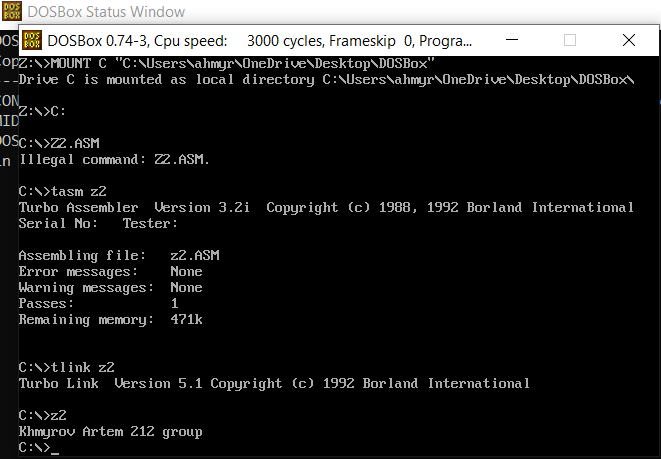 DOSBox Status Window
DOSBox 0.74-3, Cpu speed: 3000 cycles, Frameskip 0, Progra...
Z:\>MOUNT C "C:\Users\ahmyr\OneDrive\Desktop\DOSBox"
Drive C is mounted as local directory C:\Users\ahmyr\OneDrive\Desktop\DOSBox\
Z:\>C:
C:\>Z2.ASM
Illegal command: Z2.ASM.
C:\>tasm z2
Turbo Assembler Version 3.2i Copyright (c) 1988, 1992 Borland International
Serial No: Tester:
Assembling file: z2.ASM
Error messages: None
Warning messages: None
Passes: 1
Remaining memory: 471k
C:\>tlink z2
Turbo Link Version 5.1 Copyright (c) 1992 Borland International
C:\>z2
Khmyrov Artem 212 group
C:\>_